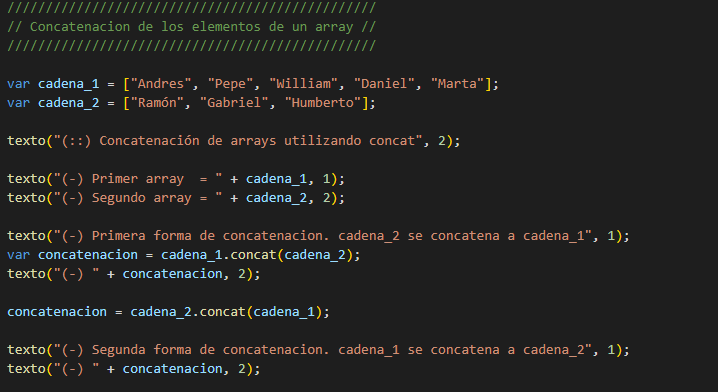 ////////////////////////////////////////////////
// Concatenacion de los elementos de un array //
////////////////////////////////////////////////
var cadena_1 = ["Andres", "Pepe", "William", "Daniel", "Marta"];
var cadena_2 = ["Ramón", "Gabriel", "Humberto"];
texto("(::) Concatenación de arrays utilizando concat", 2);
texto("(-) Primer array  = " + cadena_1, 1);
texto("(-) Segundo array = " + cadena_2, 2);
texto("(-) Primera forma de concatenacion. cadena_2 se concatena a cadena_1", 1);
var concatenacion = cadena_1.concat(cadena_2);
texto("(-) " + concatenacion, 2);
concatenacion = cadena_2.concat(cadena_1);
texto("(-) Segunda forma de concatenacion. cadena_1 se concatena a cadena_2", 1);
texto("(-) " + concatenacion, 2);